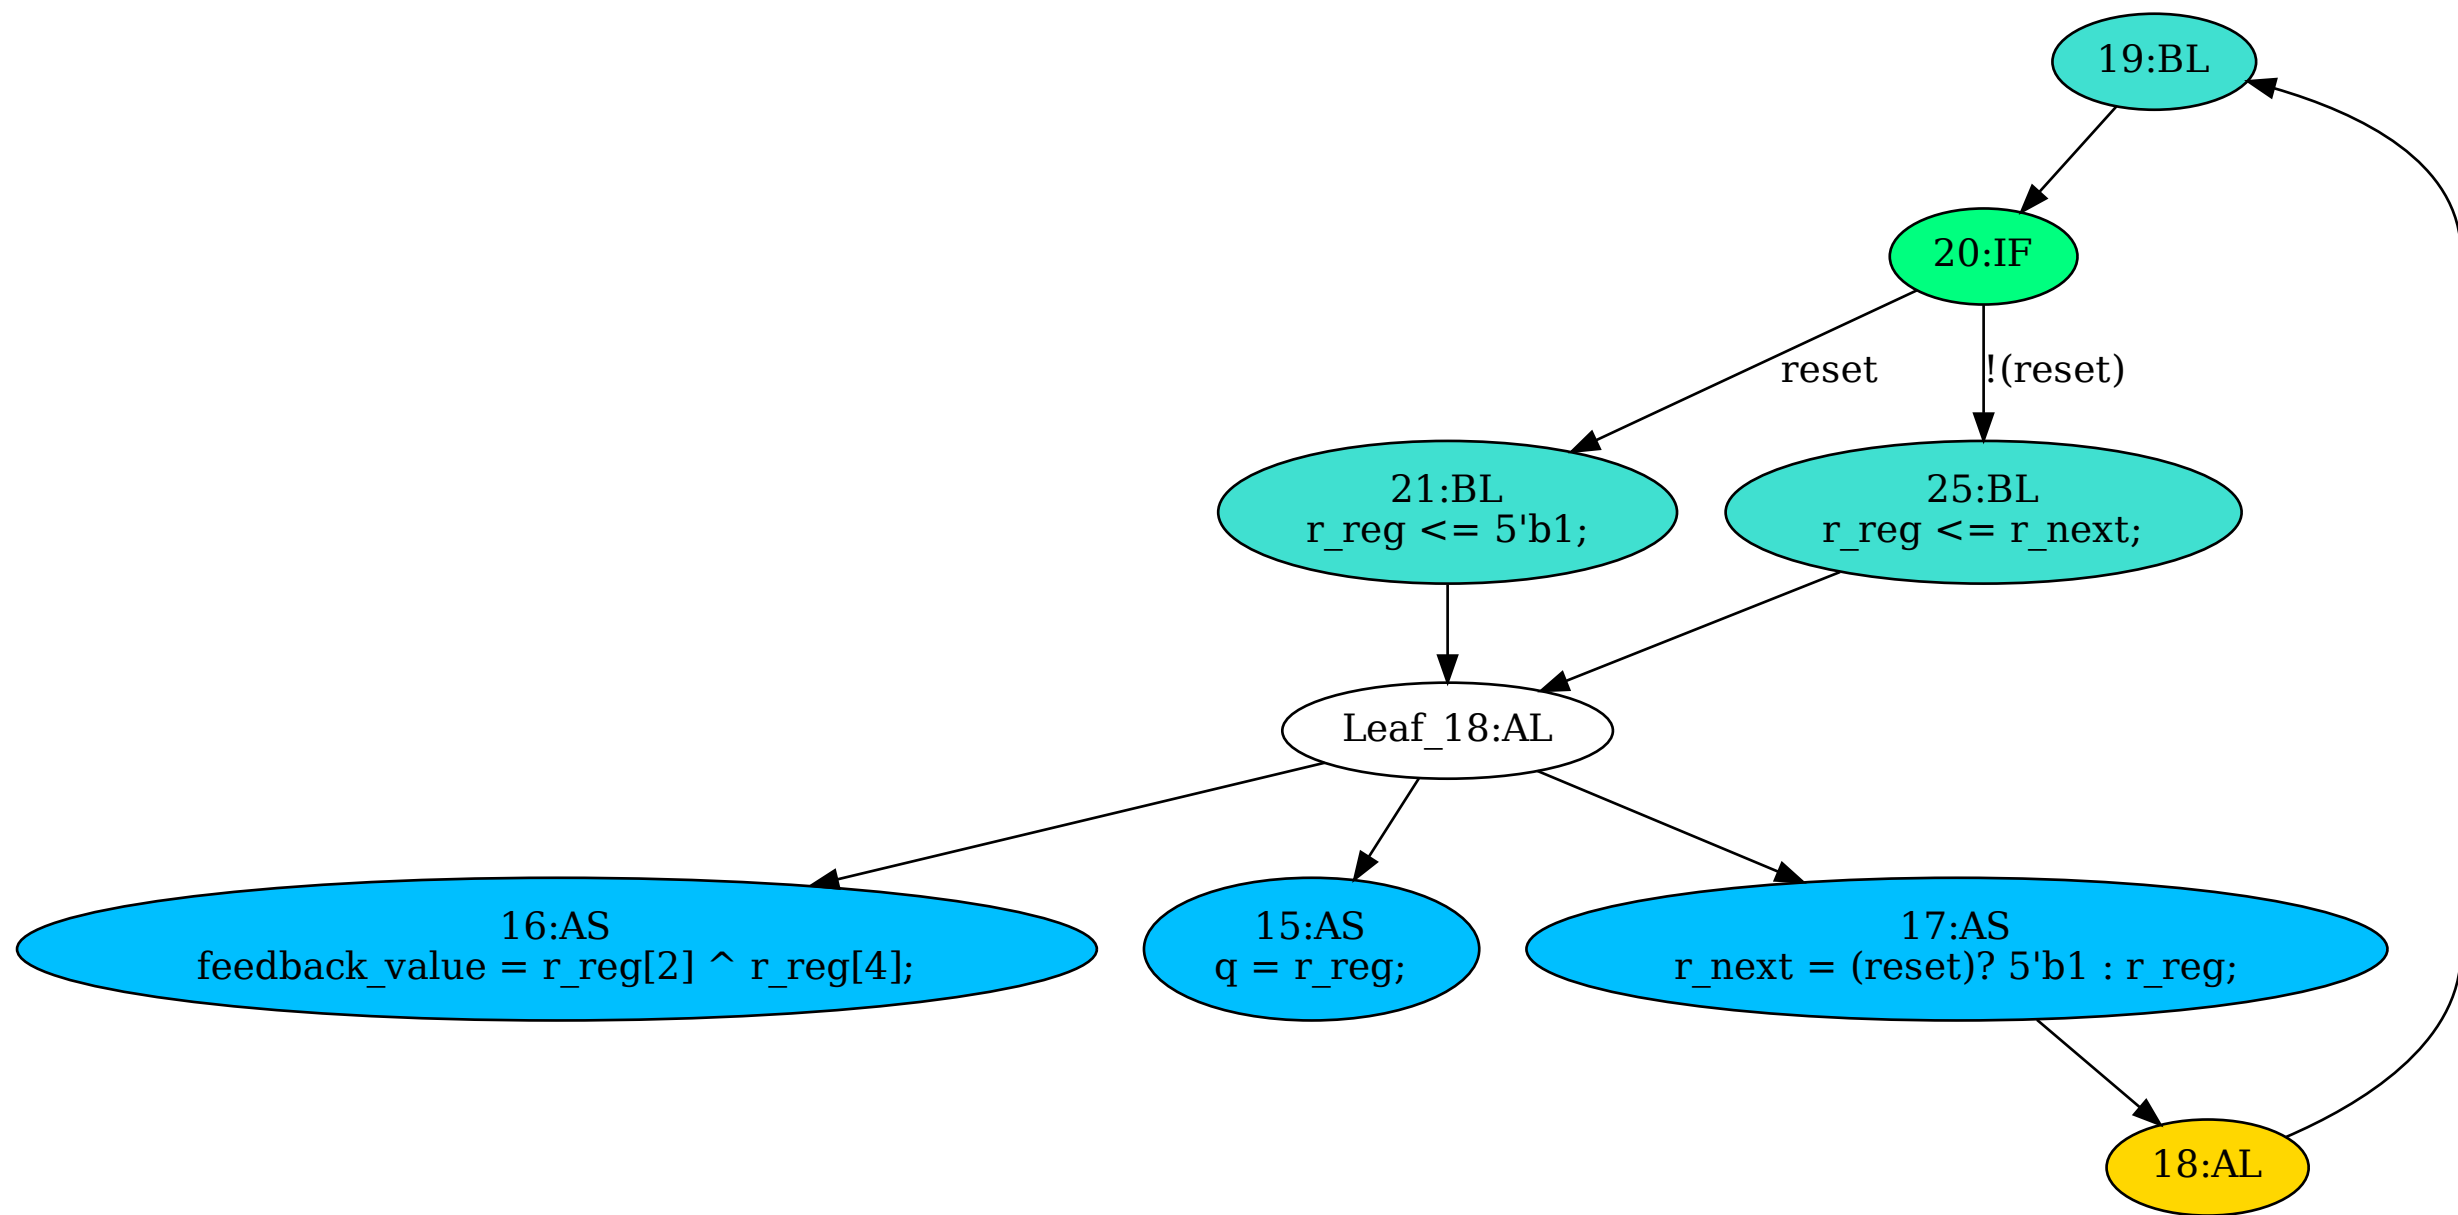 19:BL
20:IF
reset
!(reset)
21:BL
r_reg <= 5'b1;
25:BL
r_reg <= r_next;
Leaf_18:AL
16:AS
feedback_value = r_reg[2] ^ r_reg[4];
15:AS
q = r_reg;
17:AS
r_next = (reset)? 5'b1 : r_reg;
18:AL